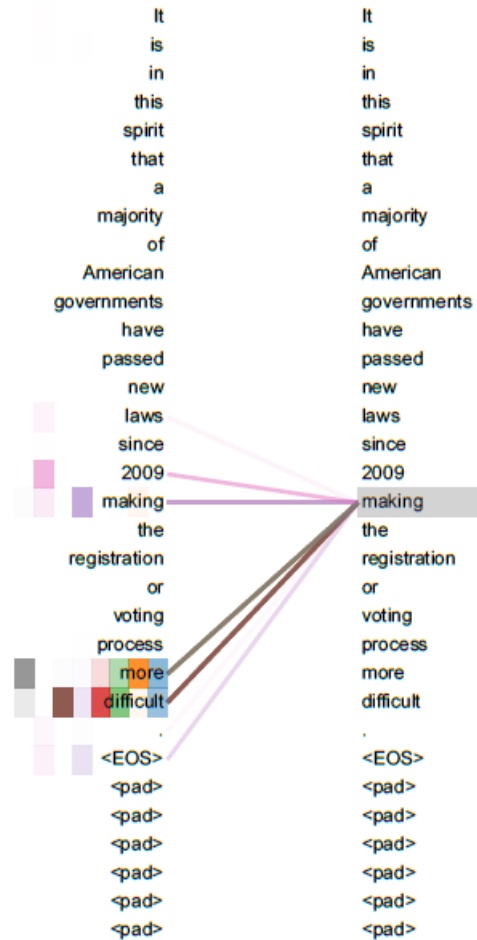 It It
is is
in in
this this
spirit spirit
that that
a a
majority majority
of of
American American
governments governments
have have
passed passed
new new
laws laws
since since
2009 2009
making making
the the
registration registration
or or
voting voting
process process
more more
difficult difficult
. .
<EOS> <EOS>
<pad> <pad>
<pad> <pad>
<pad> <pad>
<pad> <pad>
<pad> <pad>
<pad> <pad>